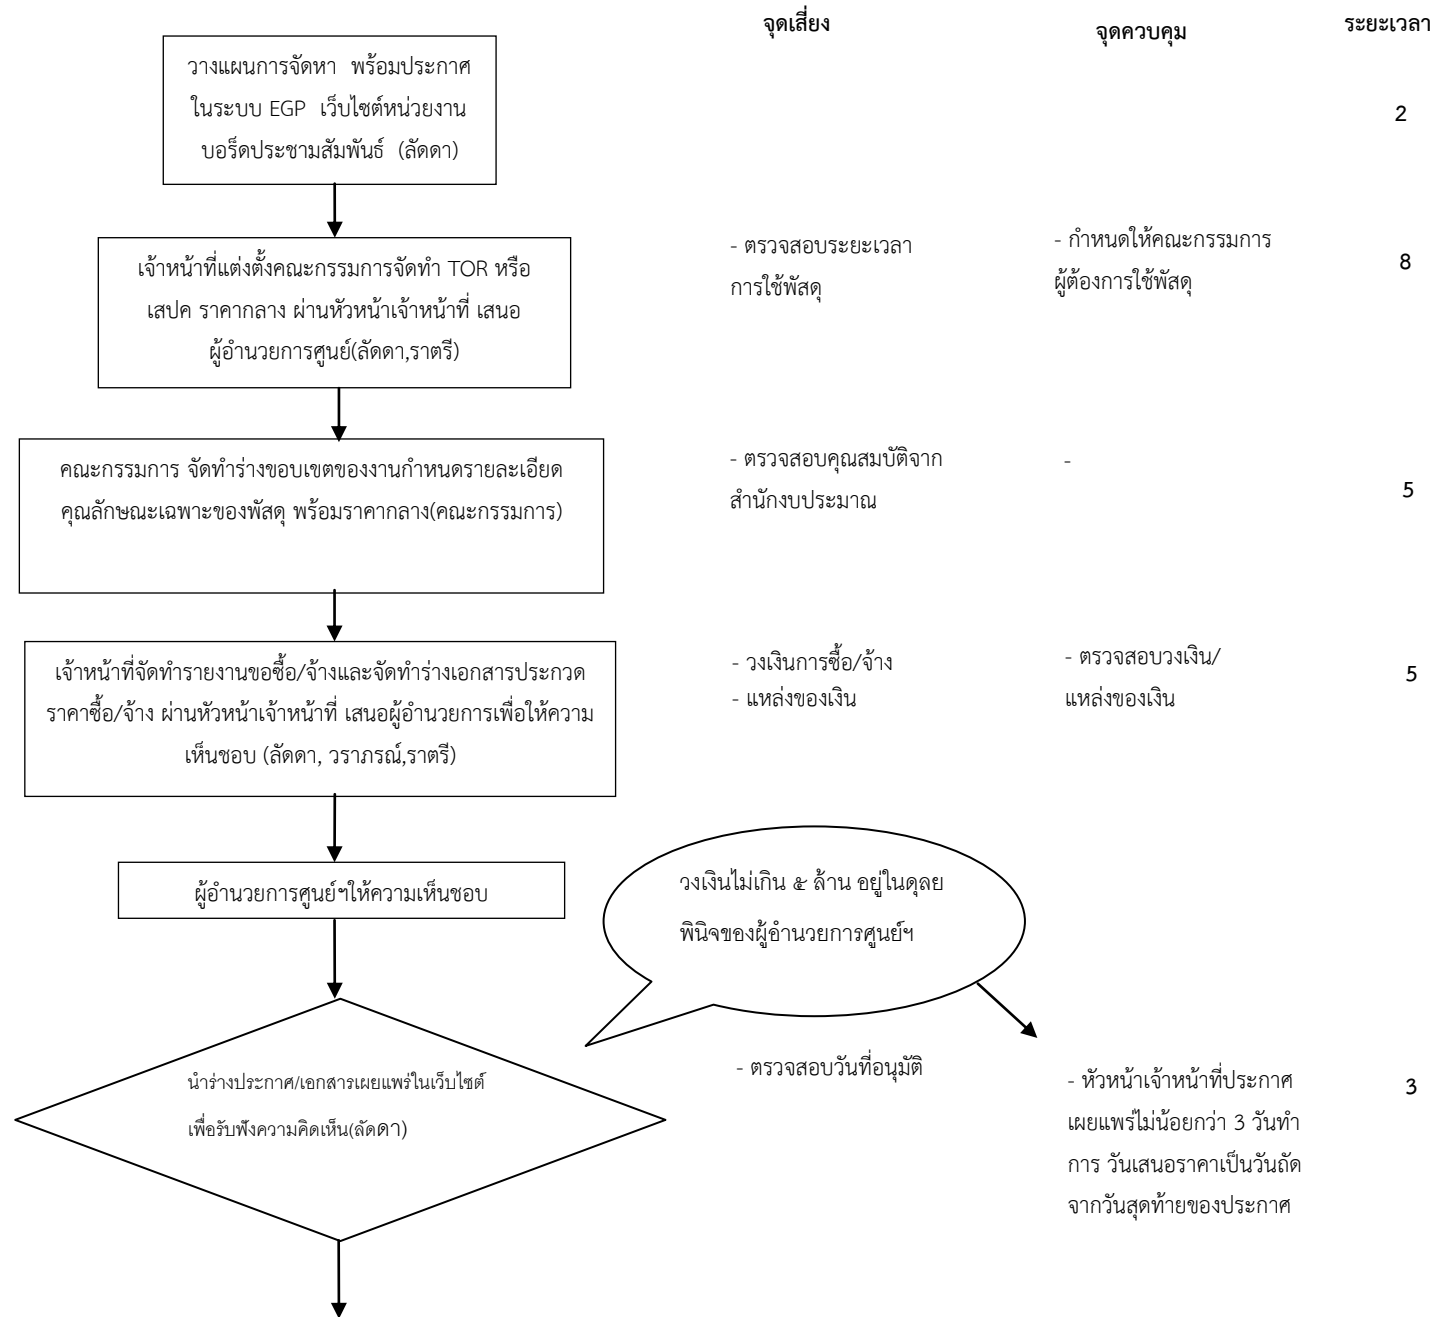 จุดเสี่ยง
จุดควบคุม
ระยะเวลา
วางแผนการจัดหา พร้อมประกาศ
ในระบบ EGP เว็บไซต์หน่วยงาน
บอร็ดประชามสัมพันธ์ (ลัดดา)
2
เจ้าหน้าที่แต่งตั้งคณะกรรมการจัดทำ TOR หรือ
เสปค ราคากลาง ผ่านหัวหน้าเจ้าหน้าที่ เสนอ
ผู้อำนวยการศูนย์(ลัดดา,ราตรี)
- ตรวจสอบระยะเวลา
การใช้พัสดุ
- กำหนดให้คณะกรรมการ
ผู้ต้องการใช้พัสดุ
8
คณะกรรมการ จัดทำร่างขอบเขตของงานกำหนดรายละเอียด
คุณลักษณะเฉพาะของพัสดุ พร้อมราคากลาง(คณะกรรมการ)
- ตรวจสอบคุณสมบัติจาก
สำนักงบประมาณ
-
5
เจ้าหน้าที่จัดทำรายงานขอซื้อ/จ้างและจัดทำร่างเอกสารประกวด
ราคาซื้อ/จ้าง ผ่านหัวหน้าเจ้าหน้าที่ เสนอผู้อำนวยการเพื่อให้ความ
เห็นชอบ (ลัดดา, วราภรณ์,ราตรี)
- วงเงินการซื้อ/จ้าง
- แหล่งของเงิน
- ตรวจสอบวงเงิน/
แหล่งของเงิน
5
ผู้อำนวยการศูนย์ฯให้ความเห็นชอบ
วงเงินไม่เกิน ๕ ล้าน อยู่ในดุลย
พินิจของผู้อำนวยการศูนย์ฯ
นำร่างประกาศ/เอกสารเผยแพร่ในเว็บไซต์
เพื่อรับฟังความคิดเห็น(ลัดดา)
- ตรวจสอบวันที่อนุมัติ
- หัวหน้าเจ้าหน้าที่ประกาศ
เผยแพร่ไม่น้อยกว่า 3 วันทำ
การ วันเสนอราคาเป็นวันถัด
จากวันสุดท้ายของประกาศ
3